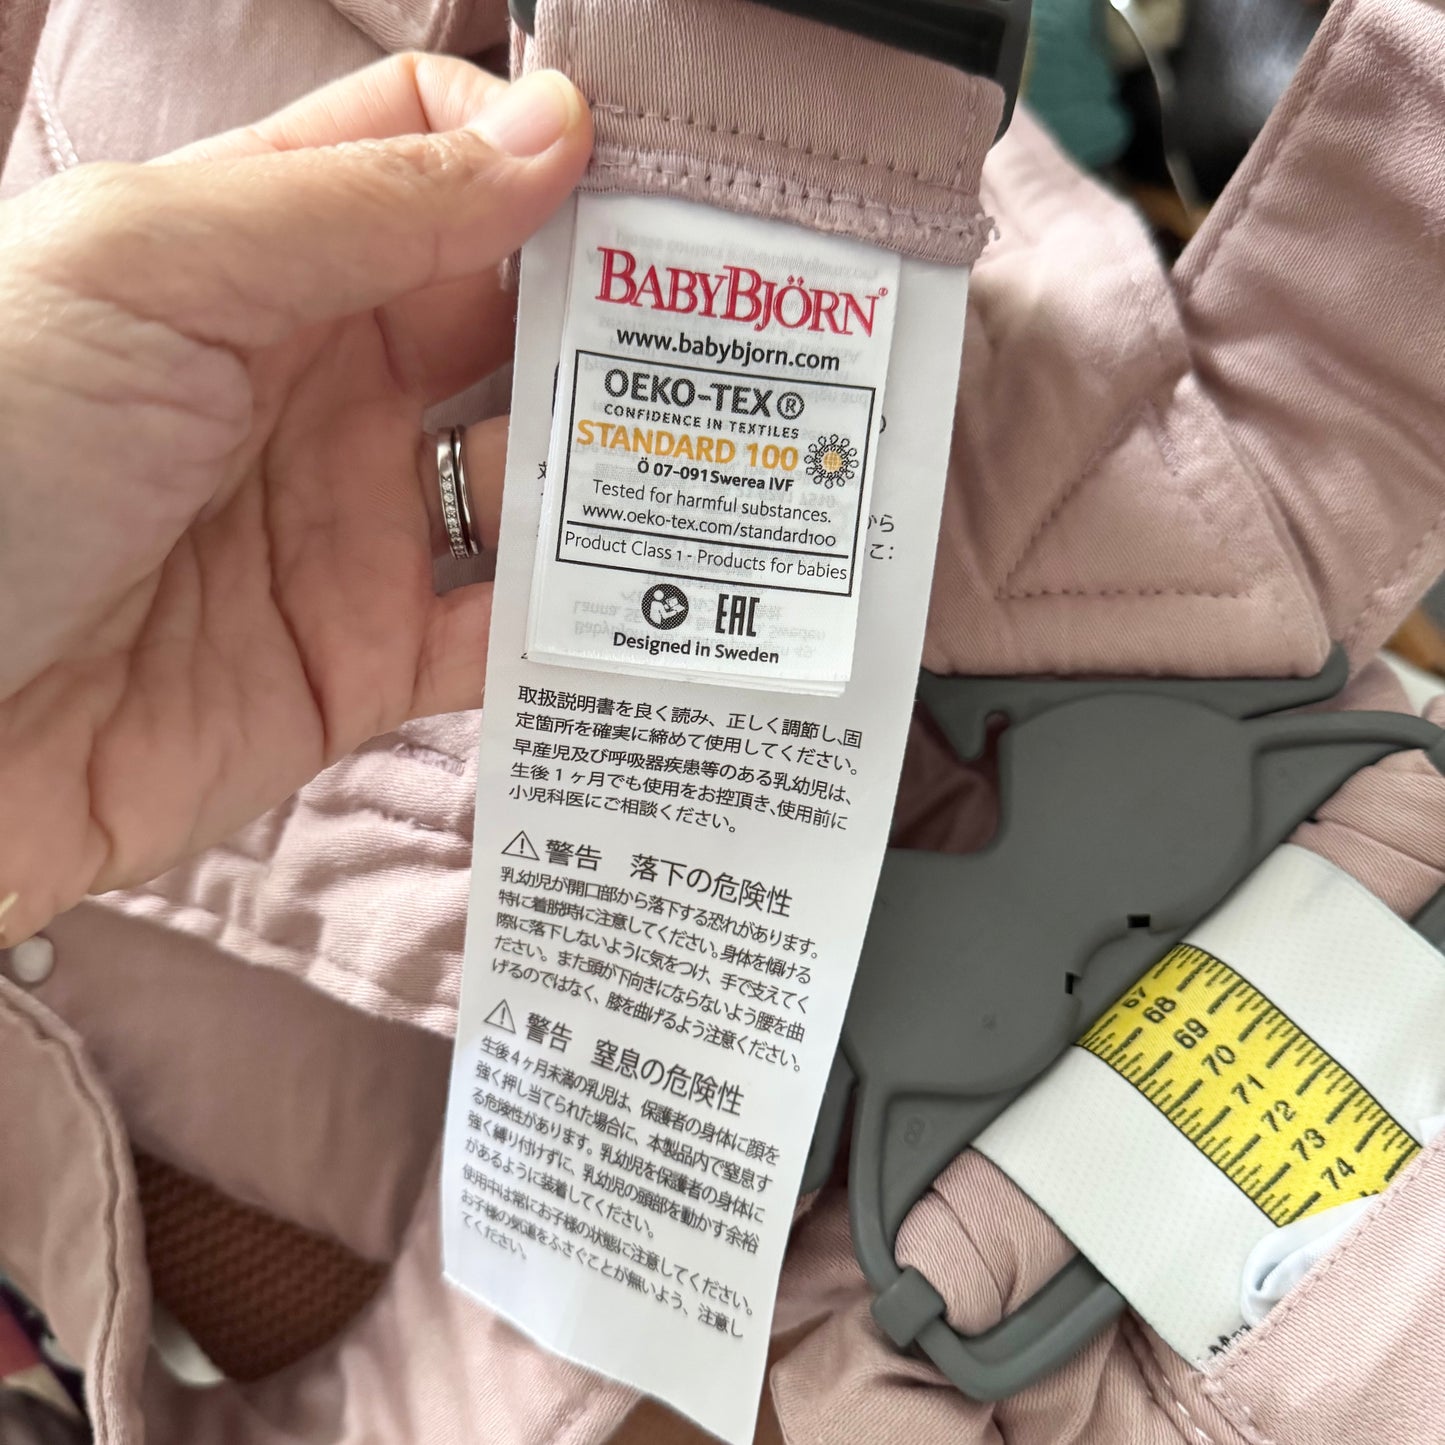 BABYBJÖRN®
www.babybjorn.com
OEKO-TEX®
CONFIDENCE IN TEXTILES
STANDARD 100
Ö 07-091 Swerea IVF
Tested for harmful substances.
www.oeko-tex.com/standard100
Product Class 1 - Products for babies
EAC
Designed in Sweden
から
こ:
取扱説明書を良く読み、正しく調節し、固
定箇所を確実に締めて使用してください。
早産児及び呼吸器疾患等のある乳幼児は、
生後1ヶ月でも使用をお控頂き、使用前に
小児科医にご相談ください。
警告 落下の危険性
乳幼児が開口部から落下する恐れがあります。
特に着脱時に注意してください。身体を傾ける
際に落下しないように気をつけ、手で支えてく
ださい。また頭が下向きにならないよう腰を曲
げるのではなく、膝を曲げるよう注意ください。
警告 窒息の危険性
生後4ヶ月未満の乳児は、保護者の身体に顔を
強く押し当てられた場合に、本製品内で窒息す
る危険性があります。乳幼児を保護者の身体に
強く縛り付けずに、乳幼児の頭部を動かす余裕
があるように装着してください。
使用中は常にお子様の状態に注意してください。
お子様の気道をふさぐことが無いよう、注意し
てください。
67
68
69
70
71
72
73
74
8